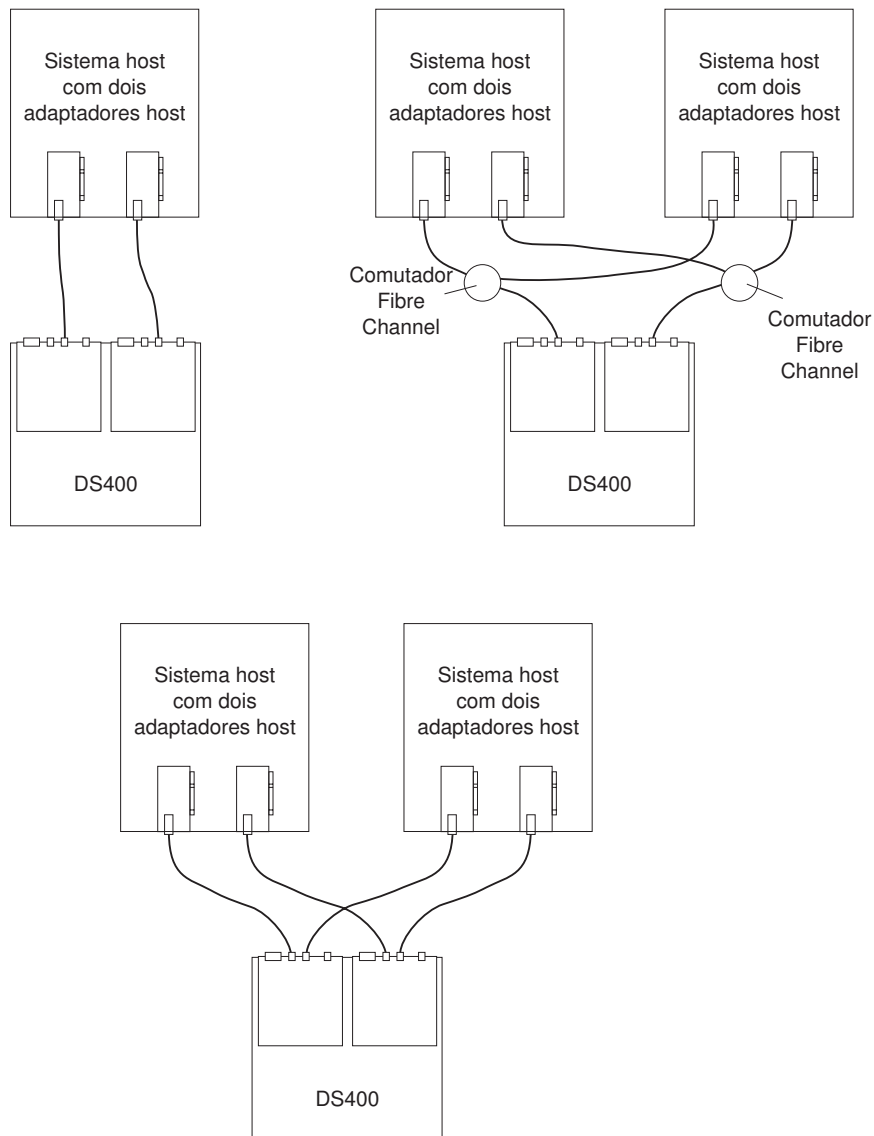 Sistema host
com dois
adaptadores host
Sistema host
com dois
adaptadores host
Sistema host
com dois
adaptadores host
Comutador
Fibre
Channel
Comutador
Fibre
Channel
DS400
DS400
Sistema host
com dois
adaptadores host
Sistema host
com dois
adaptadores host
DS400